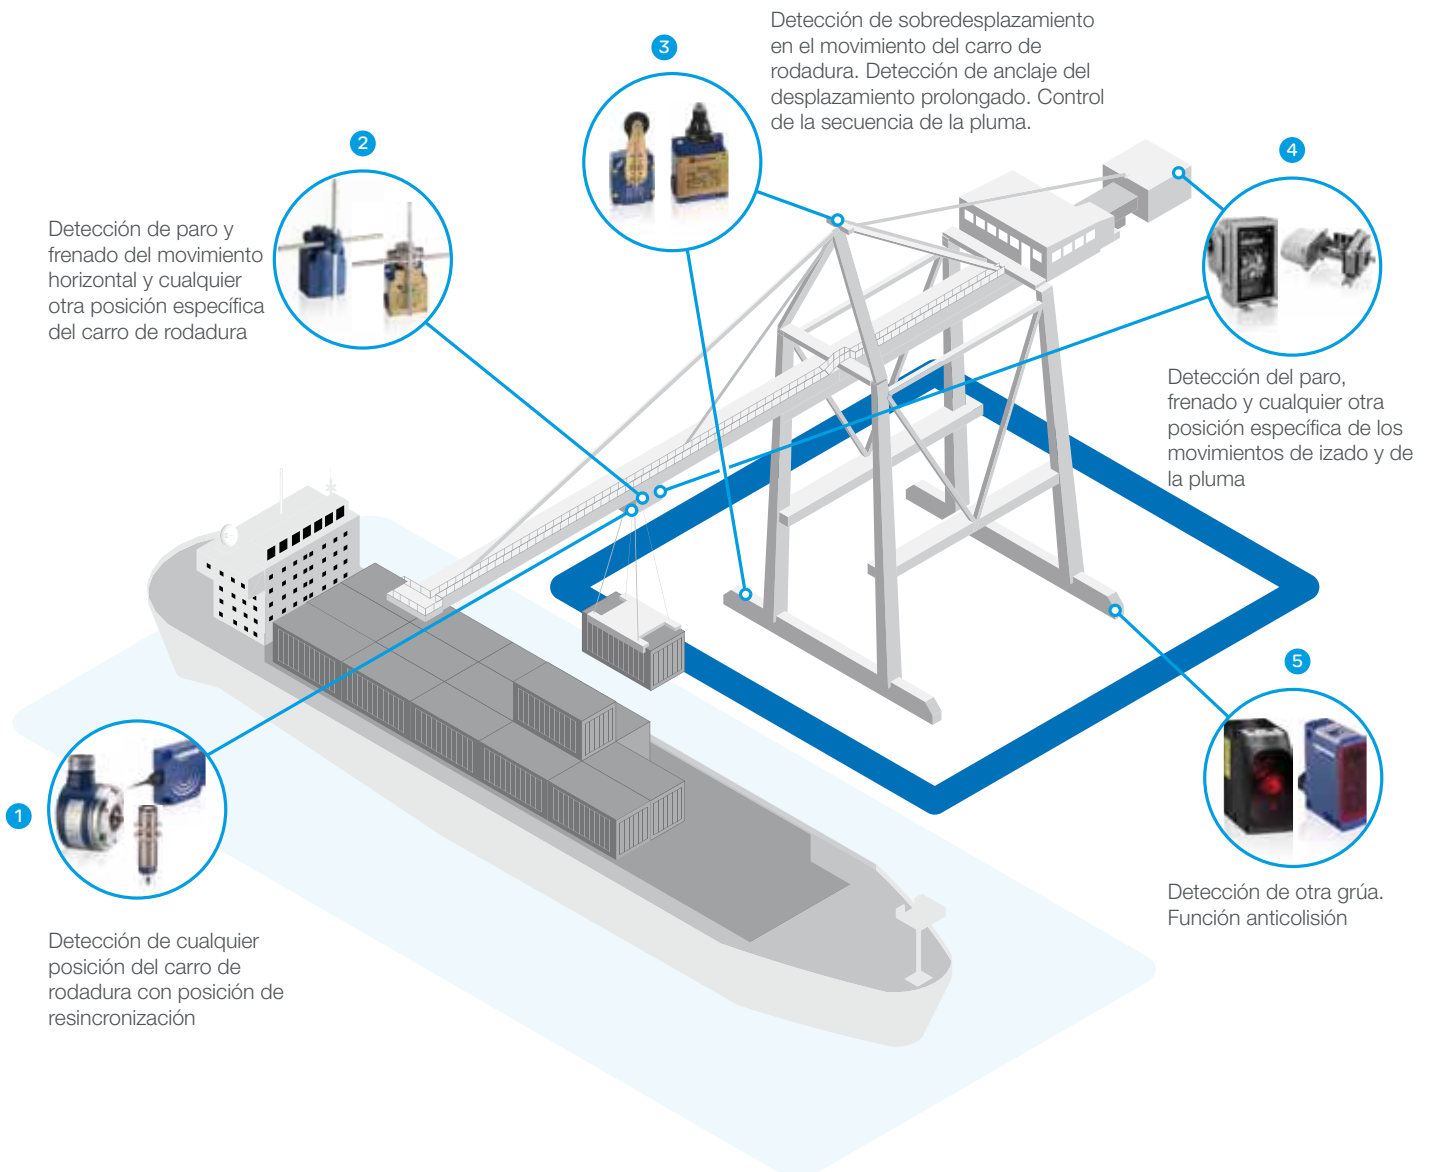 3
Detección de sobredesplazamiento
en el movimiento del carro de
rodadura. Detección de anclaje del
desplazamiento prolongado. Control
de la secuencia de la pluma.
2
Detección de paro y
frenado del movimiento
horizontal y cualquier
otra posición específica
del carro de rodadura
4
Detección del paro,
frenado y cualquier otra
posición específica de los
movimientos de izado y de
la pluma
5
Detección de otra grúa.
Función anticolisión
1
Detección de cualquier
posición del carro de
rodadura con posición de
resincronización